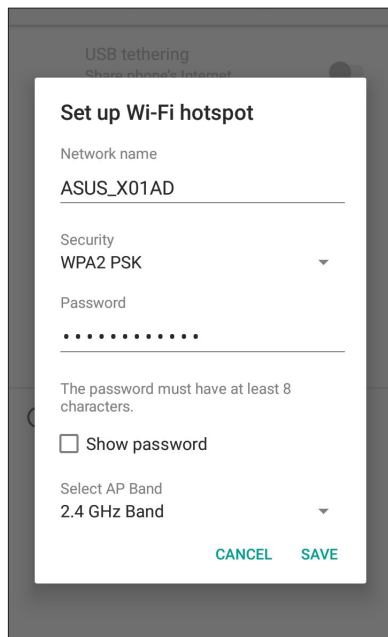 USB tethering
Share phone's Internet
Set up Wi-Fi hotspot
Network name
ASUS_X01AD
Security
WPA2 PSK
Password
••••••••••••
The password must have at least 8
characters.
Show password
Select AP Band
2.4 GHz Band
CANCEL SAVE